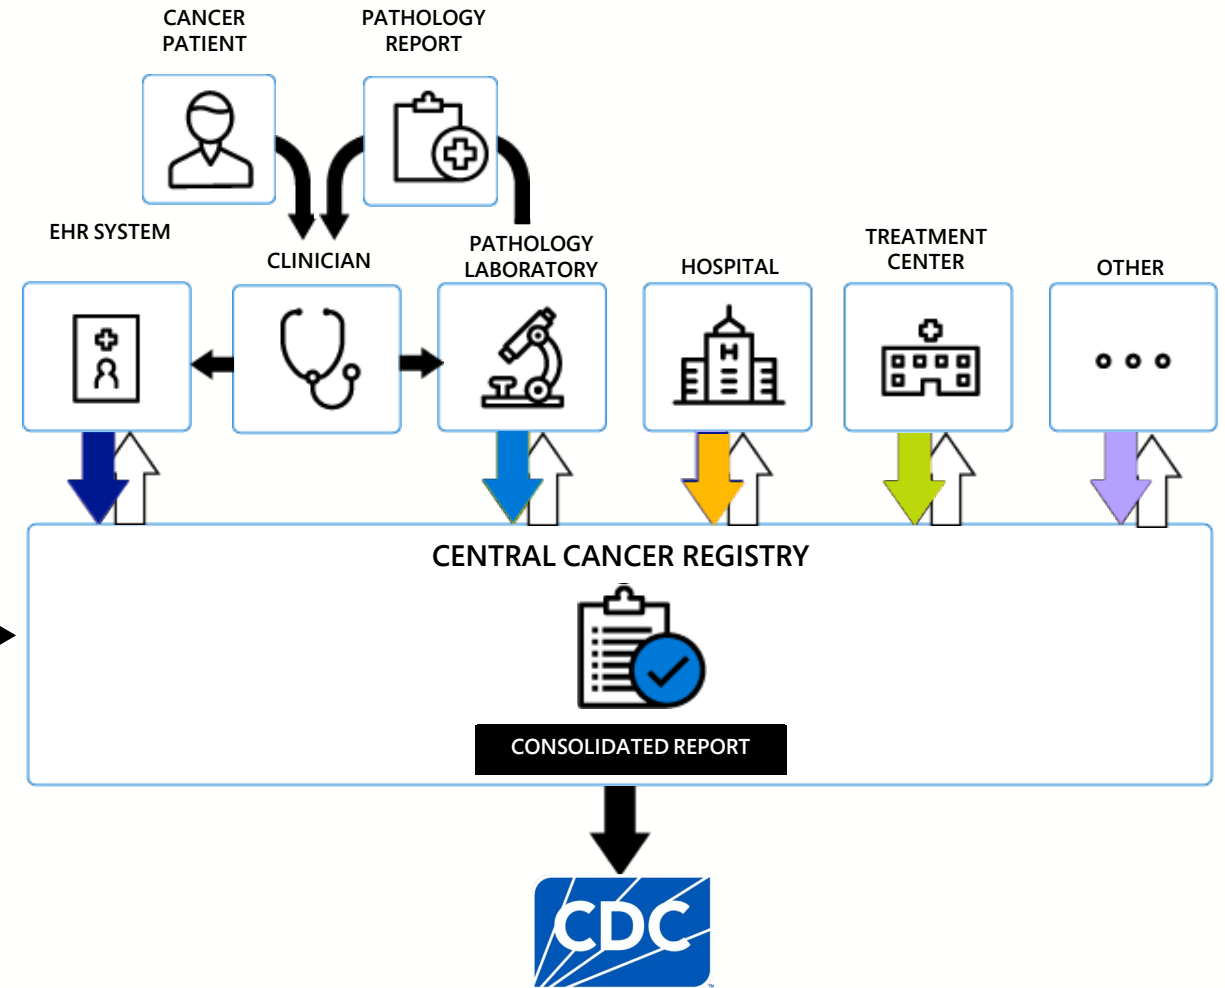 CANCER
PATIENT
PATHOLOGY
REPORT
EHR SYSTEM
CLINICIAN
PATHOLOGY
LABORATORY
HOSPITAL
TREATMENT
CENTER
OTHER
H
CENTRAL CANCER REGISTRY
CONSOLIDATED REPORT
CDC
™